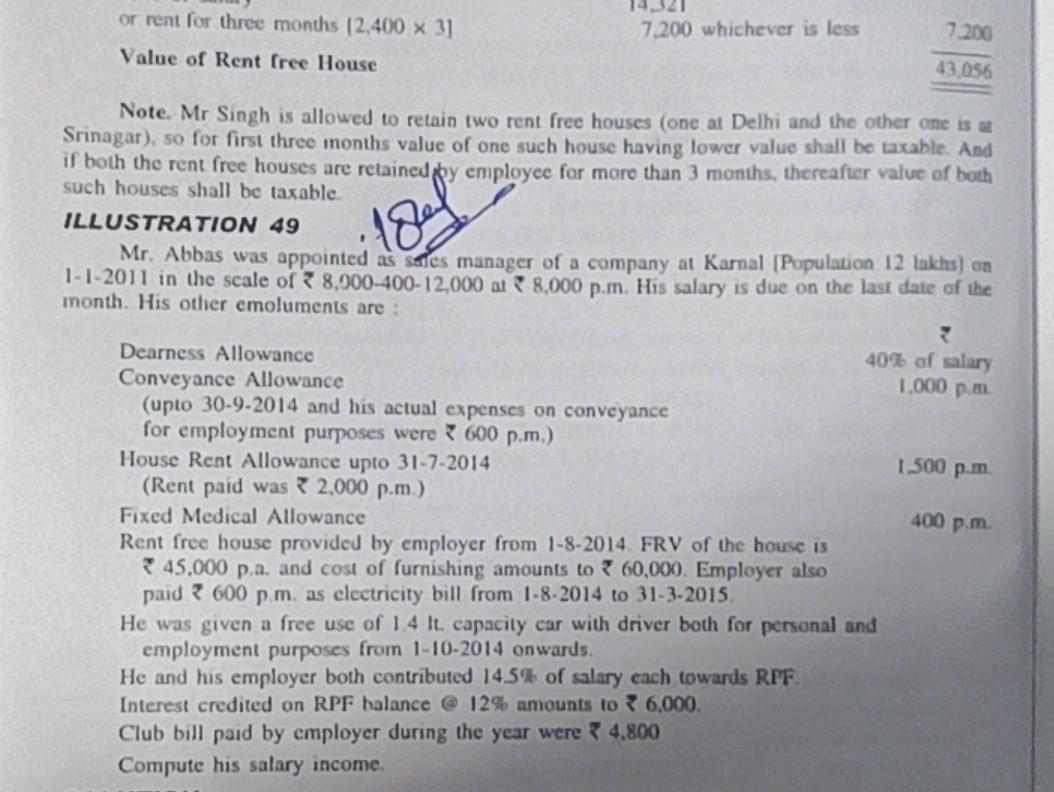 or rent for three months [2,400 × 3] 7,200 whichever is less 7,200
Value of Rent free House 43,056
Note. Mr Singh is allowed to retain two rent free houses (one at Delhi and the other one is at
Srinagar), so for first three months value of one such house having lower value shall be taxable. And
if both the rent free houses are retained by employee for more than 3 months, thereafter value of both
such houses shall be taxable.
ILLUSTRATION 49
Mr. Abbas was appointed as sales manager of a company at Karnal [Population 12 lakhs) on
1-1-2011 in the scale of ₹ 8,000-400-12,000 at ₹ 8,000 p.m. His salary is due on the last date of the
month. His other emoluments are :
₹
Dearness Allowance 40% of salary
Conveyance Allowance 1,000 p.m.
(upto 30-9-2014 and his actual expenses on conveyance
for employment purposes were ₹ 600 p.m.)
House Rent Allowance upto 31-7-2014 1,500 p.m.
(Rent paid was ₹ 2,000 p.m.)
Fixed Medical Allowance 400 p.m.
Rent free house provided by employer from 1-8-2014. FRV of the house is
₹ 45,000 p.a. and cost of furnishing amounts to ₹ 60,000. Employer also
paid ₹ 600 p.m. as electricity bill from 1-8-2014 to 31-3-2015.
He was given a free use of 1.4 lt. capacity car with driver both for personal and
employment purposes from 1-10-2014 onwards.
He and his employer both contributed 14.5% of salary each towards RPF.
Interest credited on RPF balance @ 12% amounts to ₹ 6,000.
Club bill paid by employer during the year were ₹ 4,800
Compute his salary income.